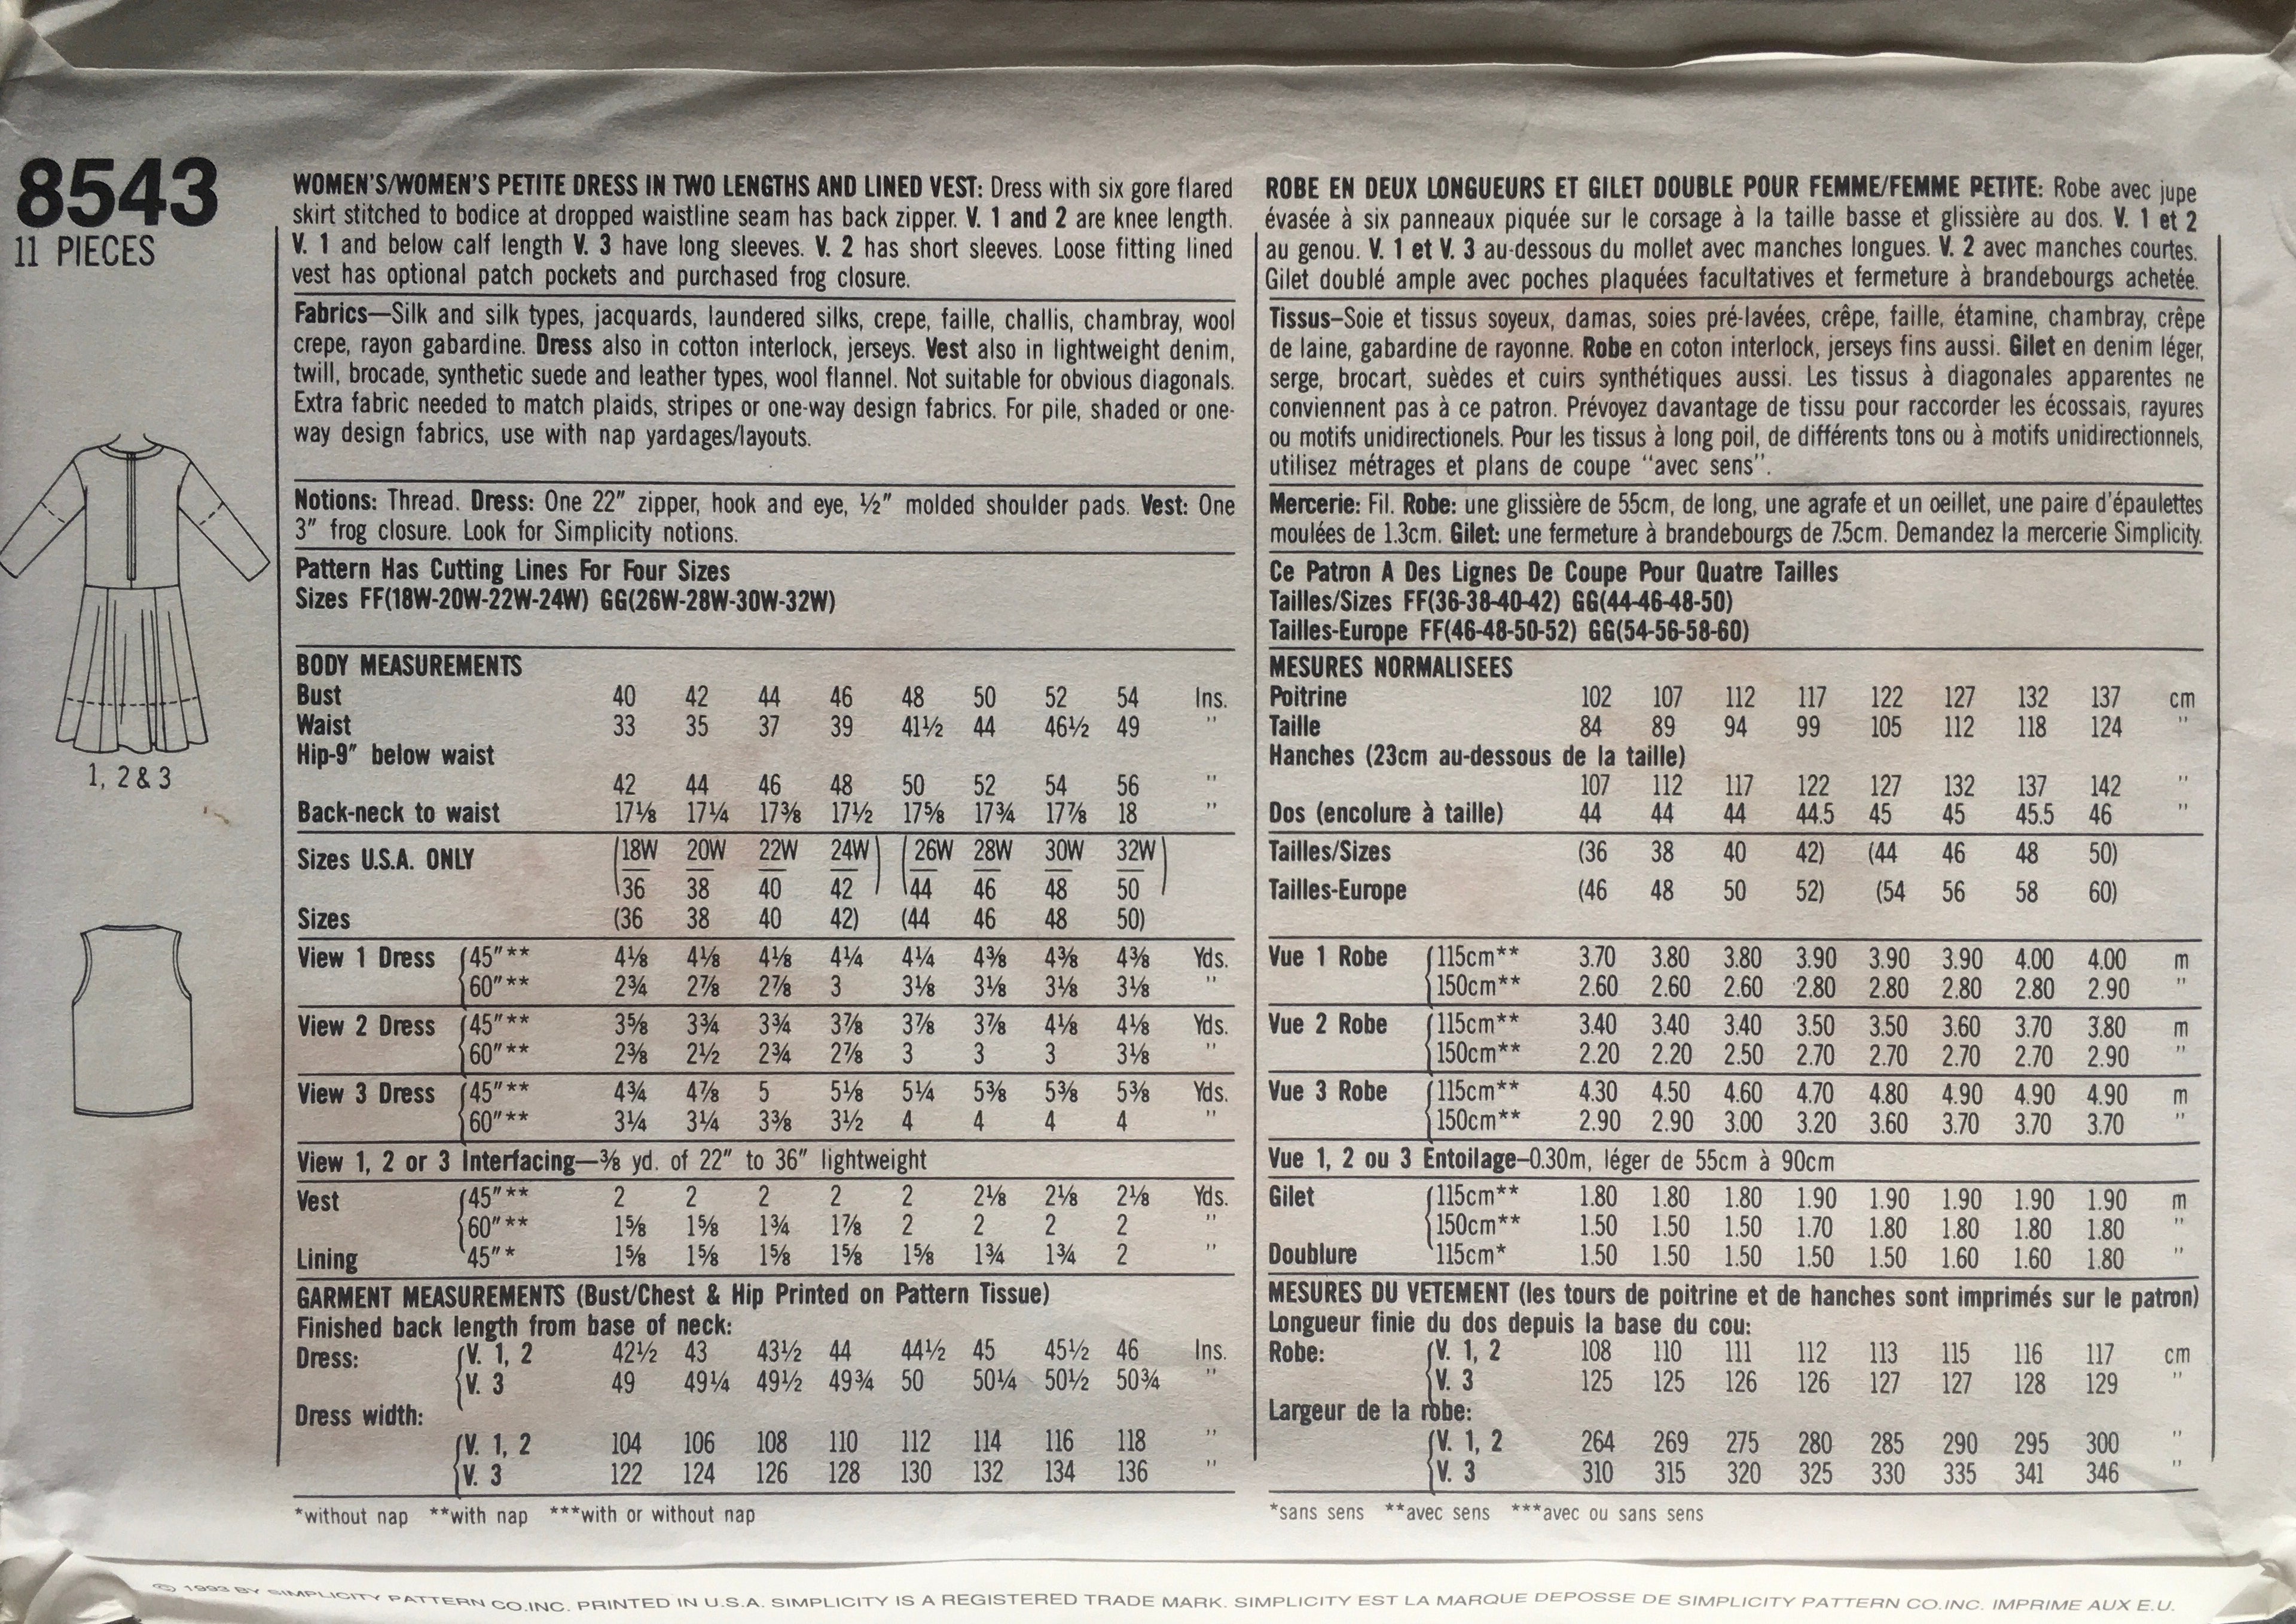 8543
11 PIECES
1, 2 & 3
WOMEN'S/WOMEN'S PETITE DRESS IN TWO LENGTHS AND LINED VEST: Dress with six gore flared
skirt stitched to bodice at dropped waistline seam has back zipper. V. 1 and 2 are knee length.
V. 1 and below calf length V. 3 have long sleeves. V. 2 has short sleeves. Loose fitting lined
vest has optional patch pockets and purchased frog closure.
Fabrics—Silk and silk types, jacquards, laundered silks, crepe, faille, challis, chambray, wool
crepe, rayon gabardine. Dress also in cotton interlock, jerseys. Vest also in lightweight denim,
twill, brocade, synthetic suede and leather types, wool flannel. Not suitable for obvious diagonals.
Extra fabric needed to match plaids, stripes or one-way design fabrics. For pile, shaded or one-
way design fabrics, use with nap yardages/layouts.
Notions: Thread. Dress: One 22" zipper, hook and eye, ½" molded shoulder pads. Vest: One
3" frog closure. Look for Simplicity notions.
Pattern Has Cutting Lines For Four Sizes
Sizes FF(18W-20W-22W-24W) GG(26W-28W-30W-32W)
BODY MEASUREMENTS
Bust 40 42 44 46 48 50 52 54 Ins.
Waist 33 35 37 39 41½ 44 46½ 49 "
Hip-9" below waist
42 44 46 48 50 52 54 56 "
Back-neck to waist 17⅛ 17¼ 17⅜ 17½ 17⅝ 17¾ 17⅞ 18 "
Sizes U.S.A. ONLY (18W 20W 22W 24W) (26W 28W 30W 32W)
36 38 40 42 44 46 48 50
Sizes (36 38 40 42) (44 46 48 50)
View 1 Dress 45"** 4⅛ 4⅛ 4⅛ 4¼ 4¼ 4⅜ 4⅜ 4⅜ Yds.
60"** 2¾ 2⅞ 2⅞ 3 3⅛ 3⅛ 3⅛ 3⅛ "
View 2 Dress 45"** 3⅝ 3¾ 3¾ 3⅞ 3⅞ 3⅞ 4⅛ 4⅛ Yds.
60"** 2⅜ 2½ 2¾ 2⅞ 3 3 3 3⅛ "
View 3 Dress 45"** 4¾ 4⅞ 5 5⅛ 5¼ 5⅜ 5⅜ 5⅜ Yds.
60"** 3¼ 3¼ 3⅜ 3½ 4 4 4 4 "
View 1, 2 or 3 Interfacing—⅜ yd. of 22" to 36" lightweight
Vest 45"** 2 2 2 2 2 2⅛ 2⅛ 2⅛ Yds.
60"** 1⅝ 1⅝ 1¾ 1⅞ 2 2 2 2 "
Lining 45"* 1⅝ 1⅝ 1⅝ 1⅝ 1⅝ 1¾ 1¾ 2 "
GARMENT MEASUREMENTS (Bust/Chest & Hip Printed on Pattern Tissue)
Finished back length from base of neck:
Dress: V. 1, 2 42½ 43 43½ 44 44½ 45 45½ 46 Ins.
V. 3 49 49¼ 49½ 49¾ 50 50¼ 50½ 50¾ "
Dress width:
V. 1, 2 104 106 108 110 112 114 116 118 "
V. 3 122 124 126 128 130 132 134 136 "
*without nap **with nap ***with or without nap
ROBE EN DEUX LONGUEURS ET GILET DOUBLE POUR FEMME/FEMME PETITE: Robe avec jupe
évasée à six panneaux piquée sur le corsage à la taille basse et glissière au dos. V. 1 et 2
au genou. V. 1 et V. 3 au-dessous du mollet avec manches longues. V. 2 avec manches courtes.
Gilet doublé ample avec poches plaquées facultatives et fermeture à brandebourgs achetée.
Tissus–Soie et tissus soyeux, damas, soies pré-lavées, crêpe, faille, étamine, chambray, crêpe
de laine, gabardine de rayonne. Robe en coton interlock, jerseys fins aussi. Gilet en denim léger,
serge, brocart, suèdes et cuirs synthétiques aussi. Les tissus à diagonales apparentes ne
conviennent pas à ce patron. Prévoyez davantage de tissu pour raccorder les écossais, rayures
ou motifs unidirectionels. Pour les tissus à long poil, de différents tons ou à motifs unidirectionnels,
utilisez métrages et plans de coupe "avec sens".
Mercerie: Fil. Robe: une glissière de 55cm, de long, une agrafe et un oeillet, une paire d'épaulettes
moulées de 1.3cm. Gilet: une fermeture à brandebourgs de 7.5cm. Demandez la mercerie Simplicity.
Ce Patron A Des Lignes De Coupe Pour Quatre Tailles
Tailles/Sizes FF(36-38-40-42) GG(44-46-48-50)
Tailles-Europe FF(46-48-50-52) GG(54-56-58-60)
MESURES NORMALISEES
Poitrine 102 107 112 117 122 127 132 137 cm
Taille 84 89 94 99 105 112 118 124 "
Hanches (23cm au-dessous de la taille)
107 112 117 122 127 132 137 142 "
Dos (encolure à taille) 44 44 44 44.5 45 45 45.5 46 "
Tailles/Sizes (36 38 40 42) (44 46 48 50)
Tailles-Europe (46 48 50 52) (54 56 58 60)
Vue 1 Robe 115cm** 3.70 3.80 3.80 3.90 3.90 3.90 4.00 4.00 m
150cm** 2.60 2.60 2.60 2.80 2.80 2.80 2.80 2.90 "
Vue 2 Robe 115cm** 3.40 3.40 3.40 3.50 3.50 3.60 3.70 3.80 m
150cm** 2.20 2.20 2.50 2.70 2.70 2.70 2.70 2.90 "
Vue 3 Robe 115cm** 4.30 4.50 4.60 4.70 4.80 4.90 4.90 4.90 m
150cm** 2.90 2.90 3.00 3.20 3.60 3.70 3.70 3.70 "
Vue 1, 2 ou 3 Entoilage–0.30m, léger de 55cm à 90cm
Gilet 115cm** 1.80 1.80 1.80 1.90 1.90 1.90 1.90 1.90 m
150cm** 1.50 1.50 1.50 1.70 1.80 1.80 1.80 1.80 "
Doublure 115cm* 1.50 1.50 1.50 1.50 1.50 1.60 1.60 1.80 "
MESURES DU VETEMENT (les tours de poitrine et de hanches sont imprimés sur le patron)
Longueur finie du dos depuis la base du cou:
Robe: V. 1, 2 108 110 111 112 113 115 116 117 cm
V. 3 125 125 126 126 127 127 128 129 "
Largeur de la robe:
V. 1, 2 264 269 275 280 285 290 295 300 "
V. 3 310 315 320 325 330 335 341 346 "
*sans sens **avec sens ***avec ou sans sens
© 1993 BY SIMPLICITY PATTERN CO.INC. PRINTED IN U.S.A. SIMPLICITY IS A REGISTERED TRADE MARK. SIMPLICITY EST LA MARQUE DEPOSSE DE SIMPLICITY PATTERN CO.INC. IMPRIME AUX E.U.